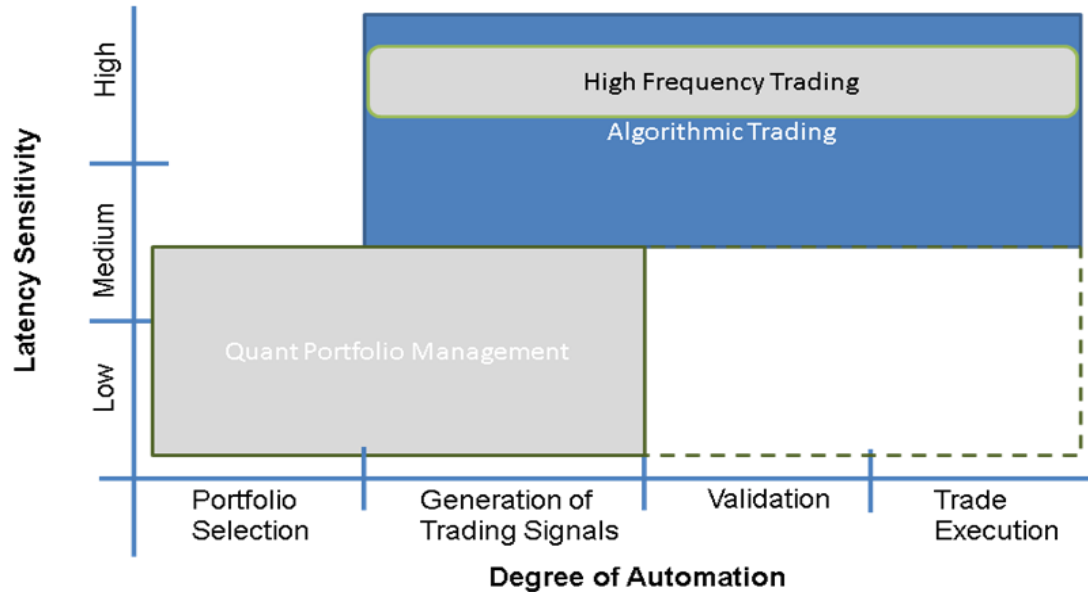 High
Medium
Low
Latency Sensitivity
High Frequency Trading
Algorithmic Trading
Quant Portfolio Management
Portfolio
Selection
Generation of
Trading Signals
Validation
Trade
Execution
Degree of Automation